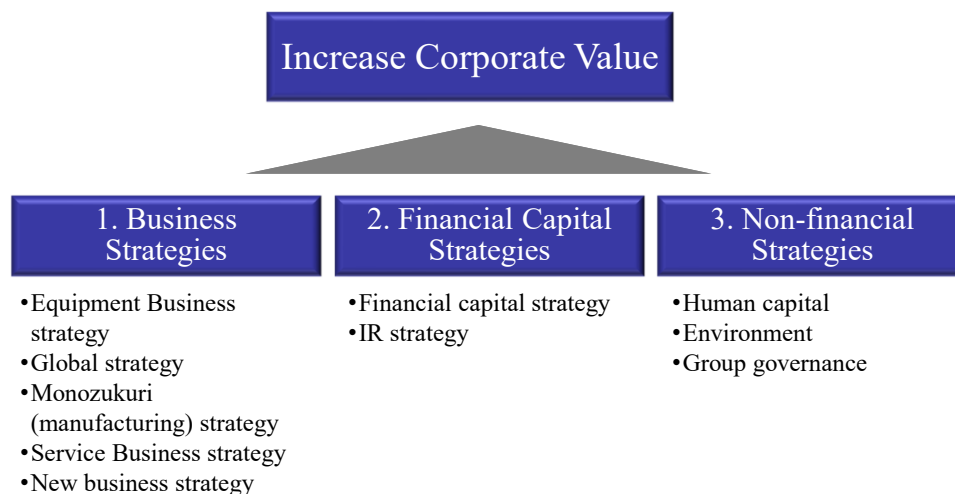 Increase Corporate Value
1. Business
Strategies
•Equipment Business
strategy
•Global strategy
•Monozukuri
(manufacturing) strategy
•Service Business strategy
•New business strategy
2. Financial Capital
Strategies
•Financial capital strategy
•IR strategy
3. Non-financial
Strategies
•Human capital
•Environment
•Group governance